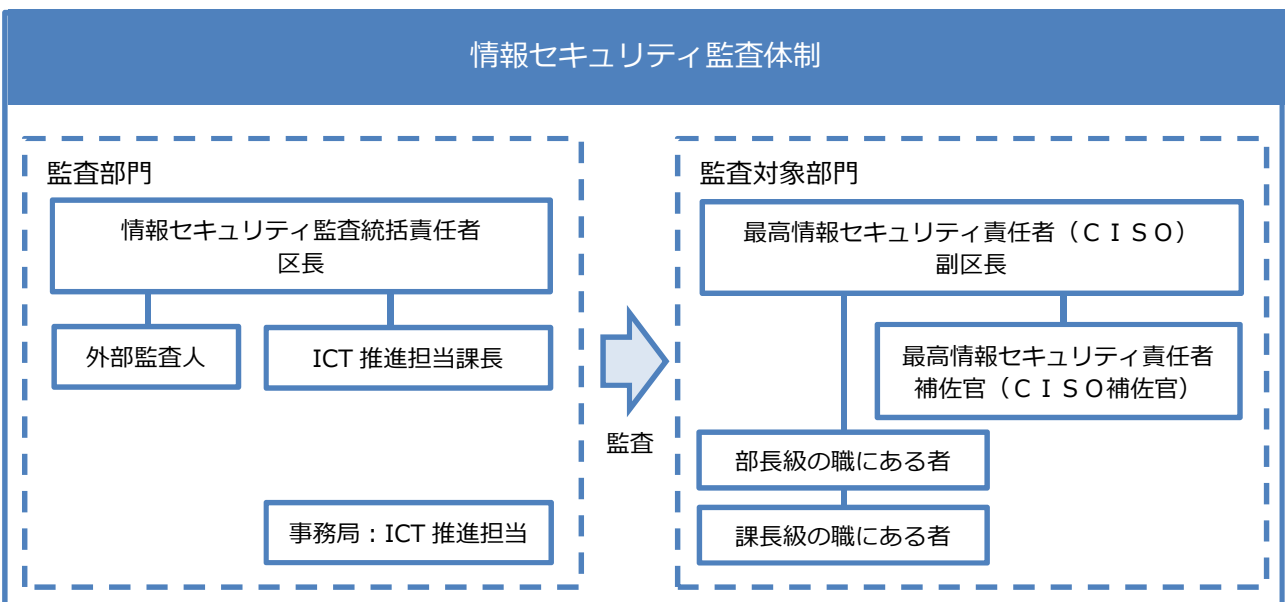 情報セキュリティ監査体制
監査部門
情報セキュリティ監査統括責任者
区長
外部監査人
ICT 推進担当課長
事務局：ICT 推進担当
監査
監査対象部門
最高情報セキュリティ責任者（ＣＩＳＯ）
副区長
最高情報セキュリティ責任者
補佐官（ＣＩＳＯ補佐官）
部長級の職にある者
課長級の職にある者